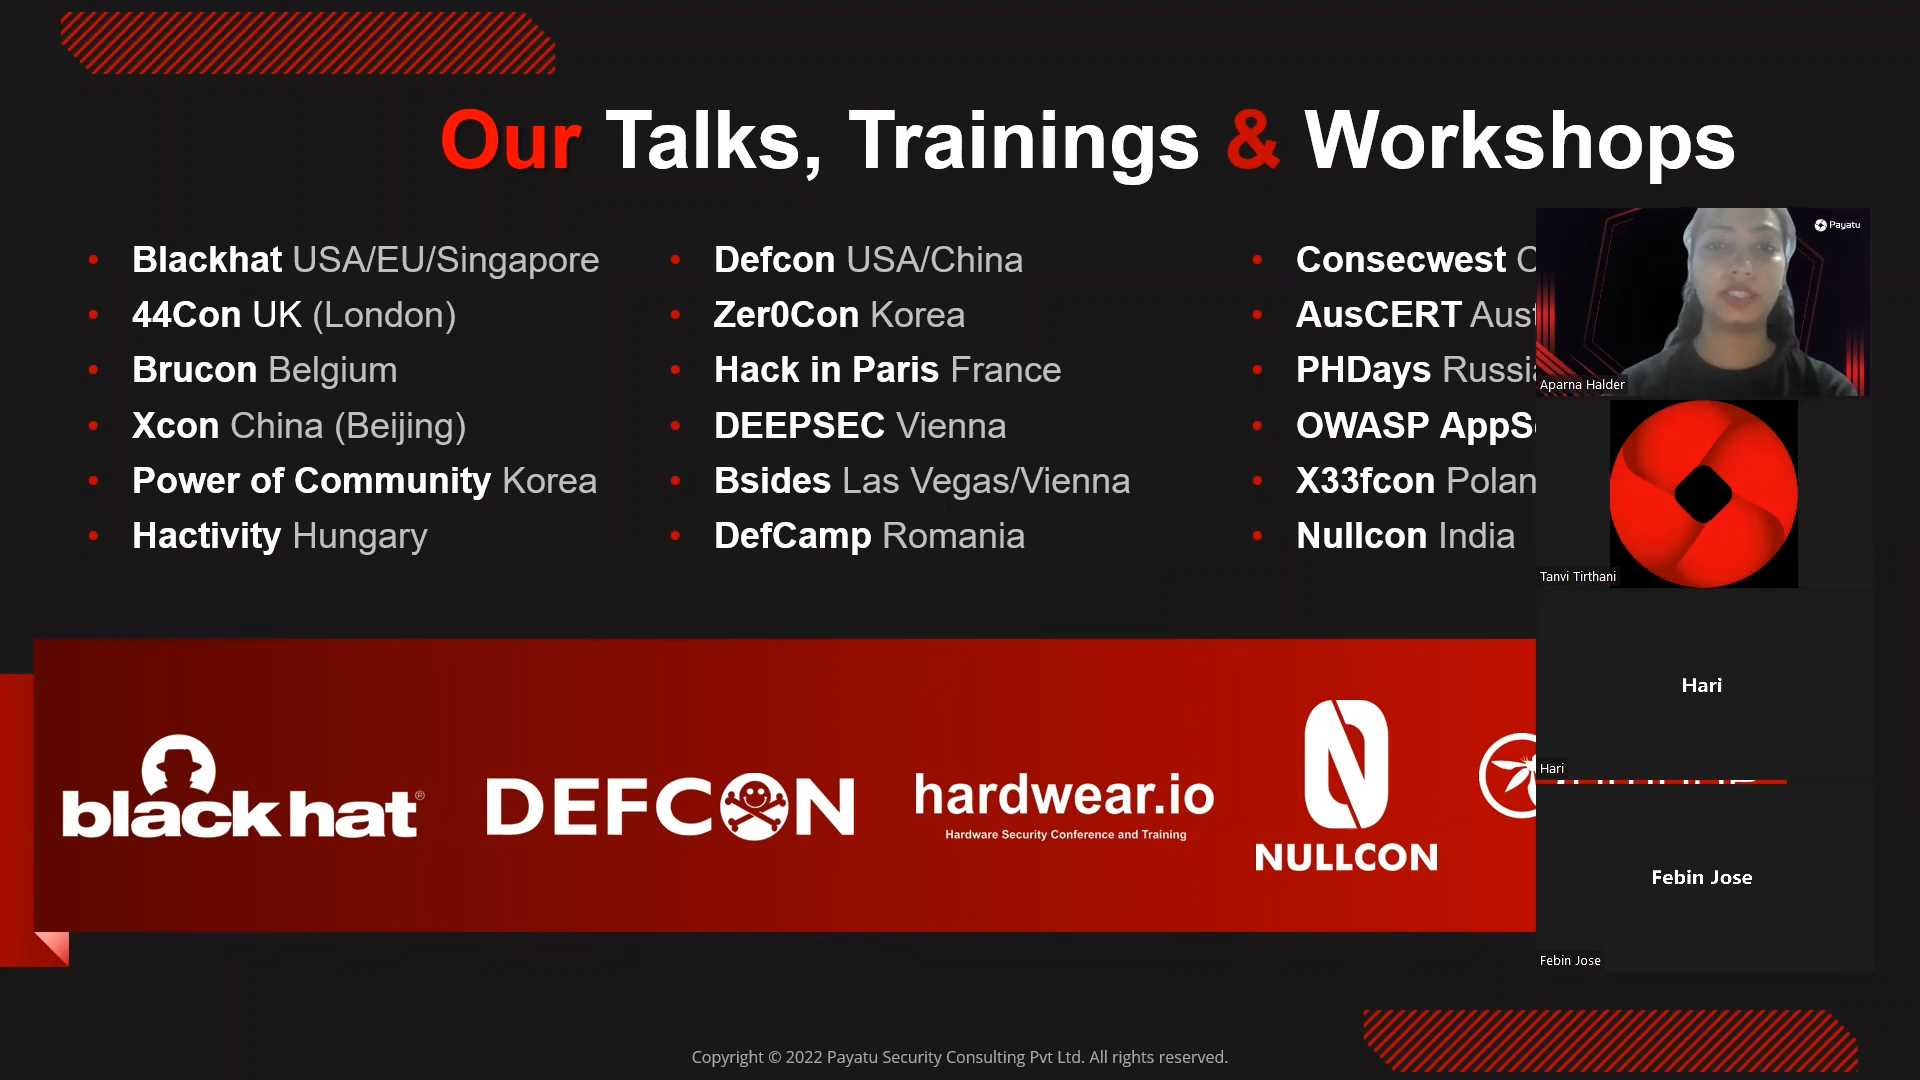 Our Talks, Trainings & Workshops
Blackhat USA/EU/Singapore
44Con UK (London)
Brucon Belgium
Xcon China (Beijing)
Power of Community Korea
Hactivity Hungary
Defcon USA/China
Zer0Con Korea
Hack in Paris France
DEEPSEC Vienna
Bsides Las Vegas/Vienna
DefCamp Romania
Consecwest
AusCERT
PHDays
OWASP
X33fcon
Nullcon India
Payatu
Aparna Halder
Tanvi Tirthani
Hari
Hari
Febin Jose
Febin Jose
blackhat®
DEFCON
hardwear.io
Hardware Security Conference and Training
NULLCON
Copyright © 2022 Payatu Security Consulting Pvt Ltd. All rights reserved.